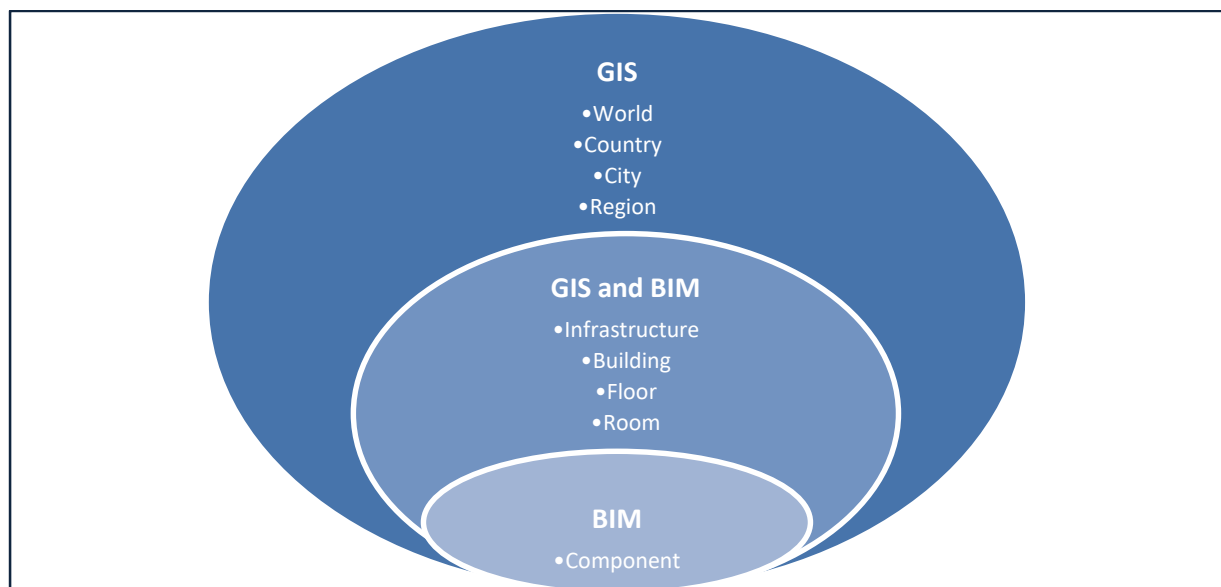 GIS
•World
•Country
•City
•Region
GIS and BIM
•Infrastructure
•Building
•Floor
•Room
BIM
•Component